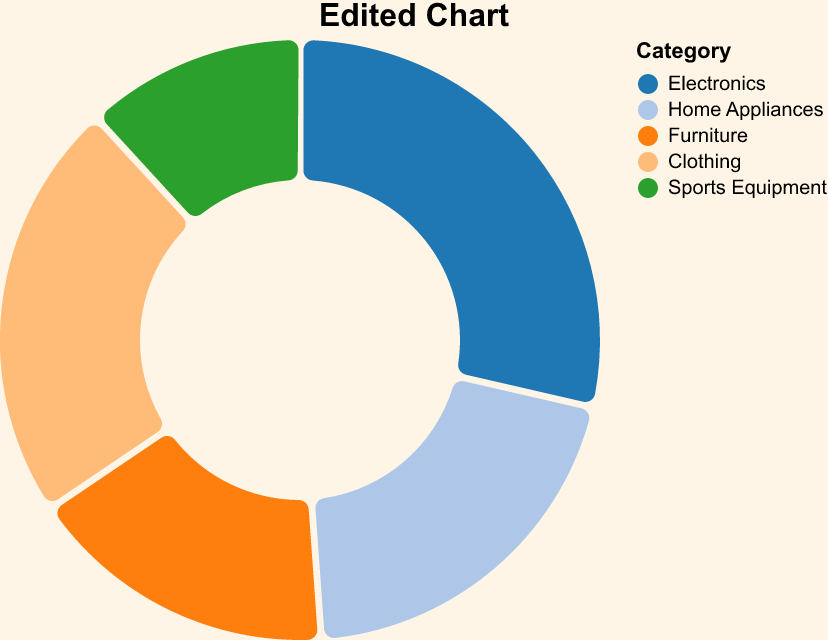 Edited Chart
Category
Electronics
Home Appliances
Furniture
Clothing
Sports Equipment